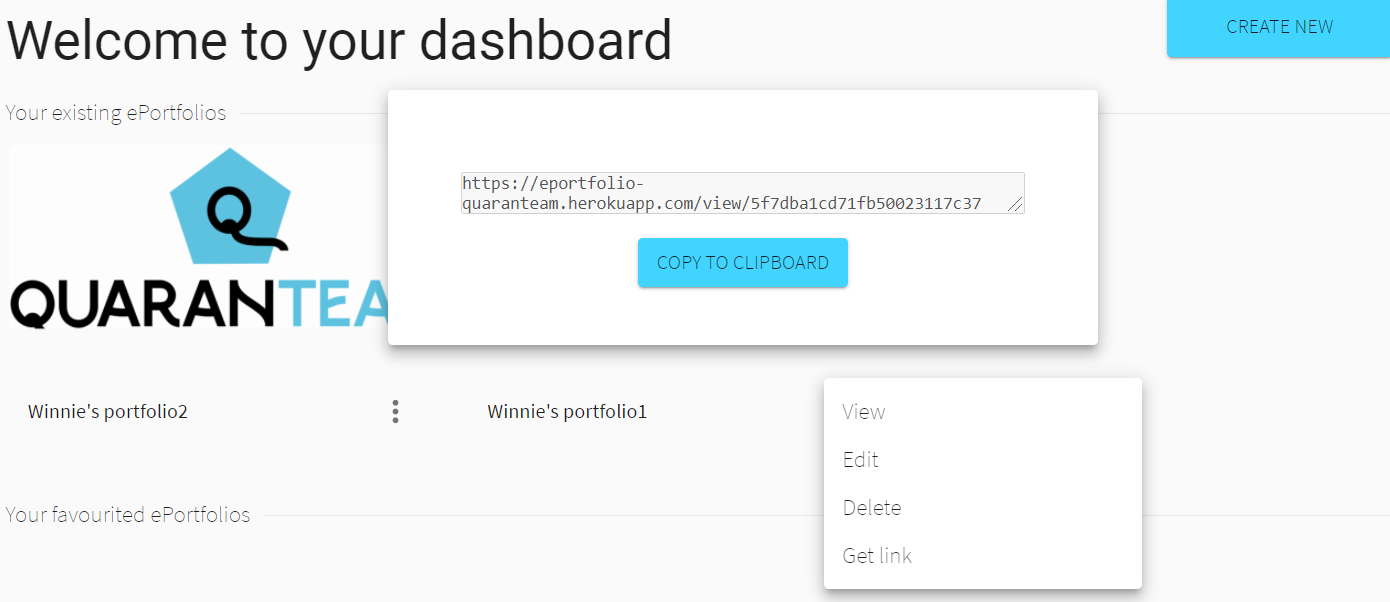 Welcome to your dashboard
CREATE NEW
Your existing ePortfolios
https://eportfolio-
quaranteam.herokuapp.com/view/5f7dba1cd71fb50023117c37
COPY TO CLIPBOARD
Q
QUARANTEA
Winnie's portfolio2
Winnie's portfolio1
View
Edit
Delete
Get link
Your favourited ePortfolios